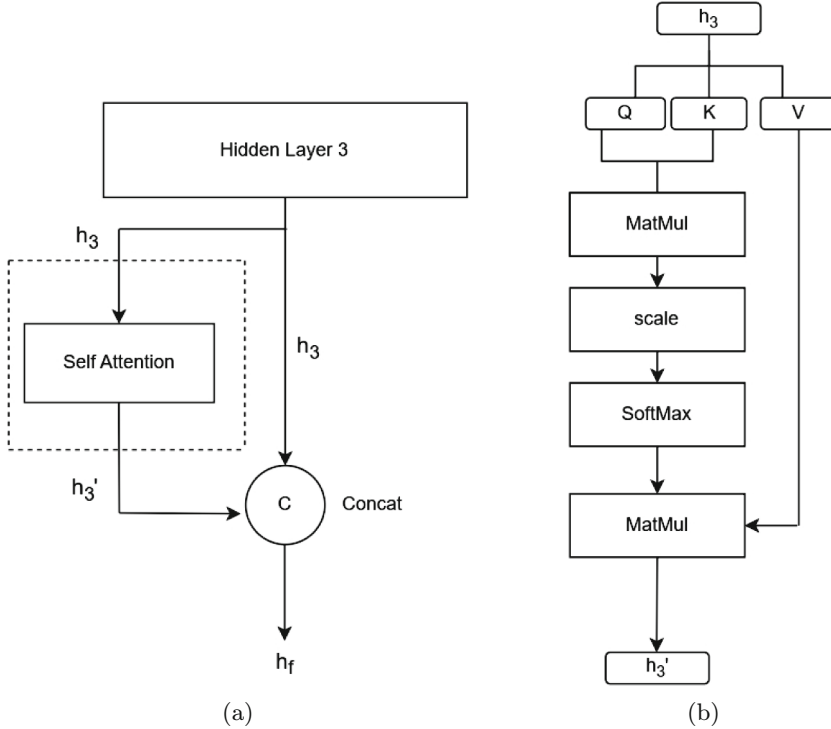 Hidden Layer 3
h3
Self Attention
h3
h3'
C
Concat
hf
(a)
h3
Q
K
V
MatMul
scale
SoftMax
MatMul
h3'
(b)